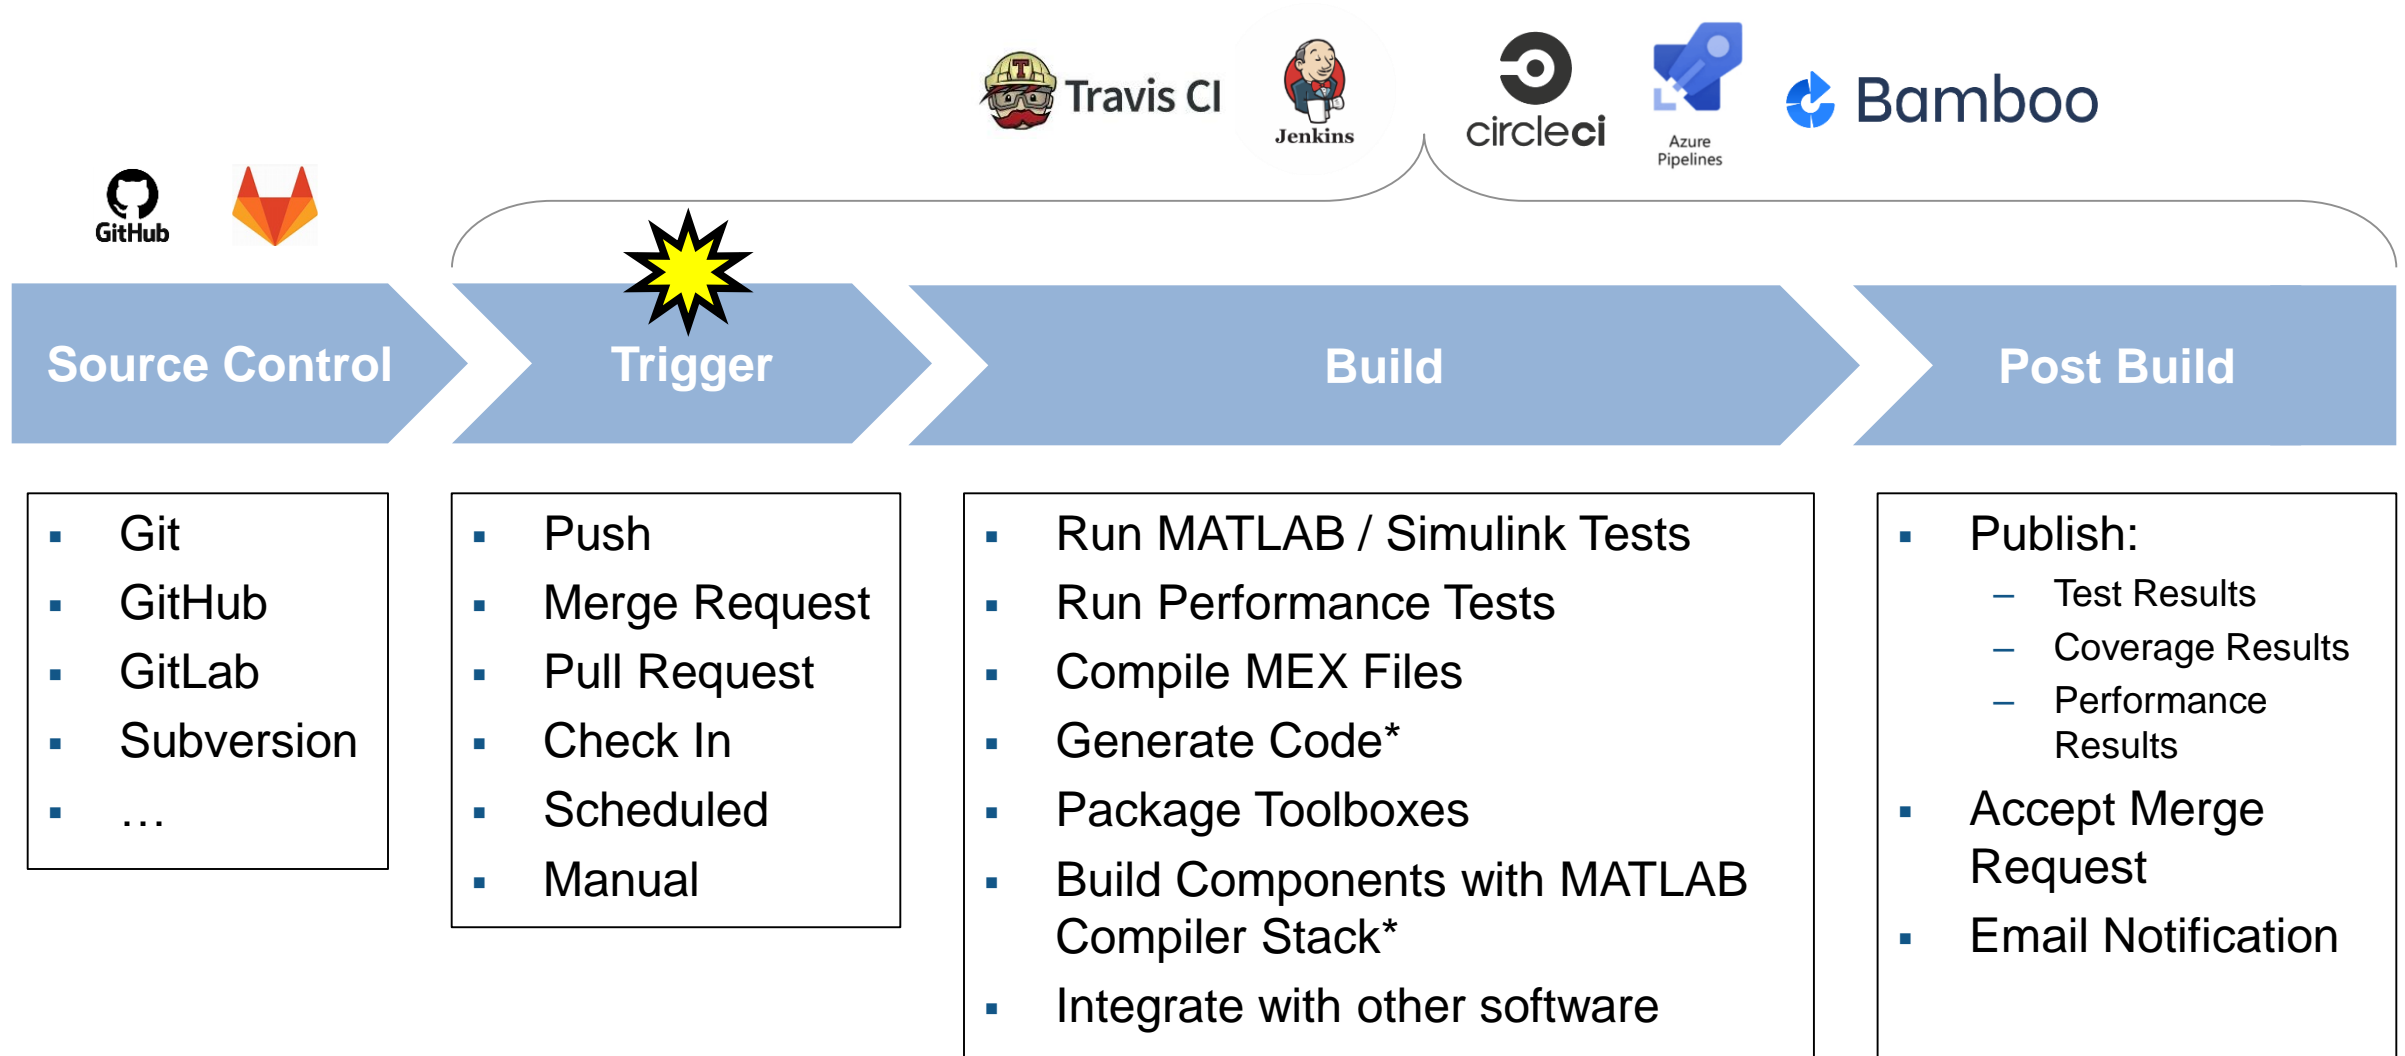 Travis CI
Jenkins
circleci
Azure
Pipelines
Bamboo
GitHub
Source Control
Trigger
Build
Post Build
▪ Git
▪ GitHub
▪ GitLab
▪ Subversion
▪ …
▪ Push
▪ Merge Request
▪ Pull Request
▪ Check In
▪ Scheduled
▪ Manual
▪ Run MATLAB / Simulink Tests
▪ Run Performance Tests
▪ Compile MEX Files
▪ Generate Code*
▪ Package Toolboxes
▪ Build Components with MATLAB
Compiler Stack*
▪ Integrate with other software
▪ Publish:
– Test Results
– Coverage Results
– Performance
Results
▪ Accept Merge
Request
▪ Email Notification